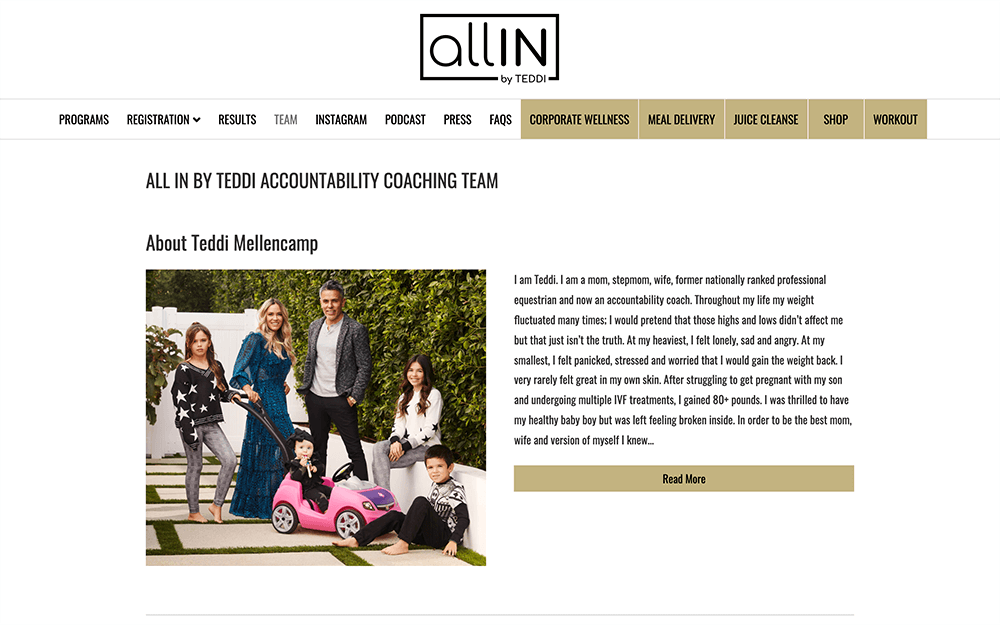 allIN
by TEDDI
PROGRAMS REGISTRATION RESULTS TEAM INSTAGRAM PODCAST PRESS FAQS CORPORATE WELLNESS MEAL DELIVERY JUICE CLEANSE SHOP WORKOUT
ALL IN BY TEDDI ACCOUNTABILITY COACHING TEAM
About Teddi Mellencamp
I am Teddi. I am a mom, stepmom, wife, former nationally ranked professional
equestrian and now an accountability coach. Throughout my life my weight
fluctuated many times; I would pretend that those highs and lows didn't affect me
but that just isn't the truth. At my heaviest, I felt lonely, sad and angry. At my
smallest, I felt panicked, stressed and worried that I would gain the weight back. I
very rarely felt great in my own skin. After struggling to get pregnant with my son
and undergoing multiple IVF treatments, I gained 80+ pounds. I was thrilled to have
my healthy baby boy but was left feeling broken inside. In order to be the best mom,
wife and version of myself I knew...
Read More